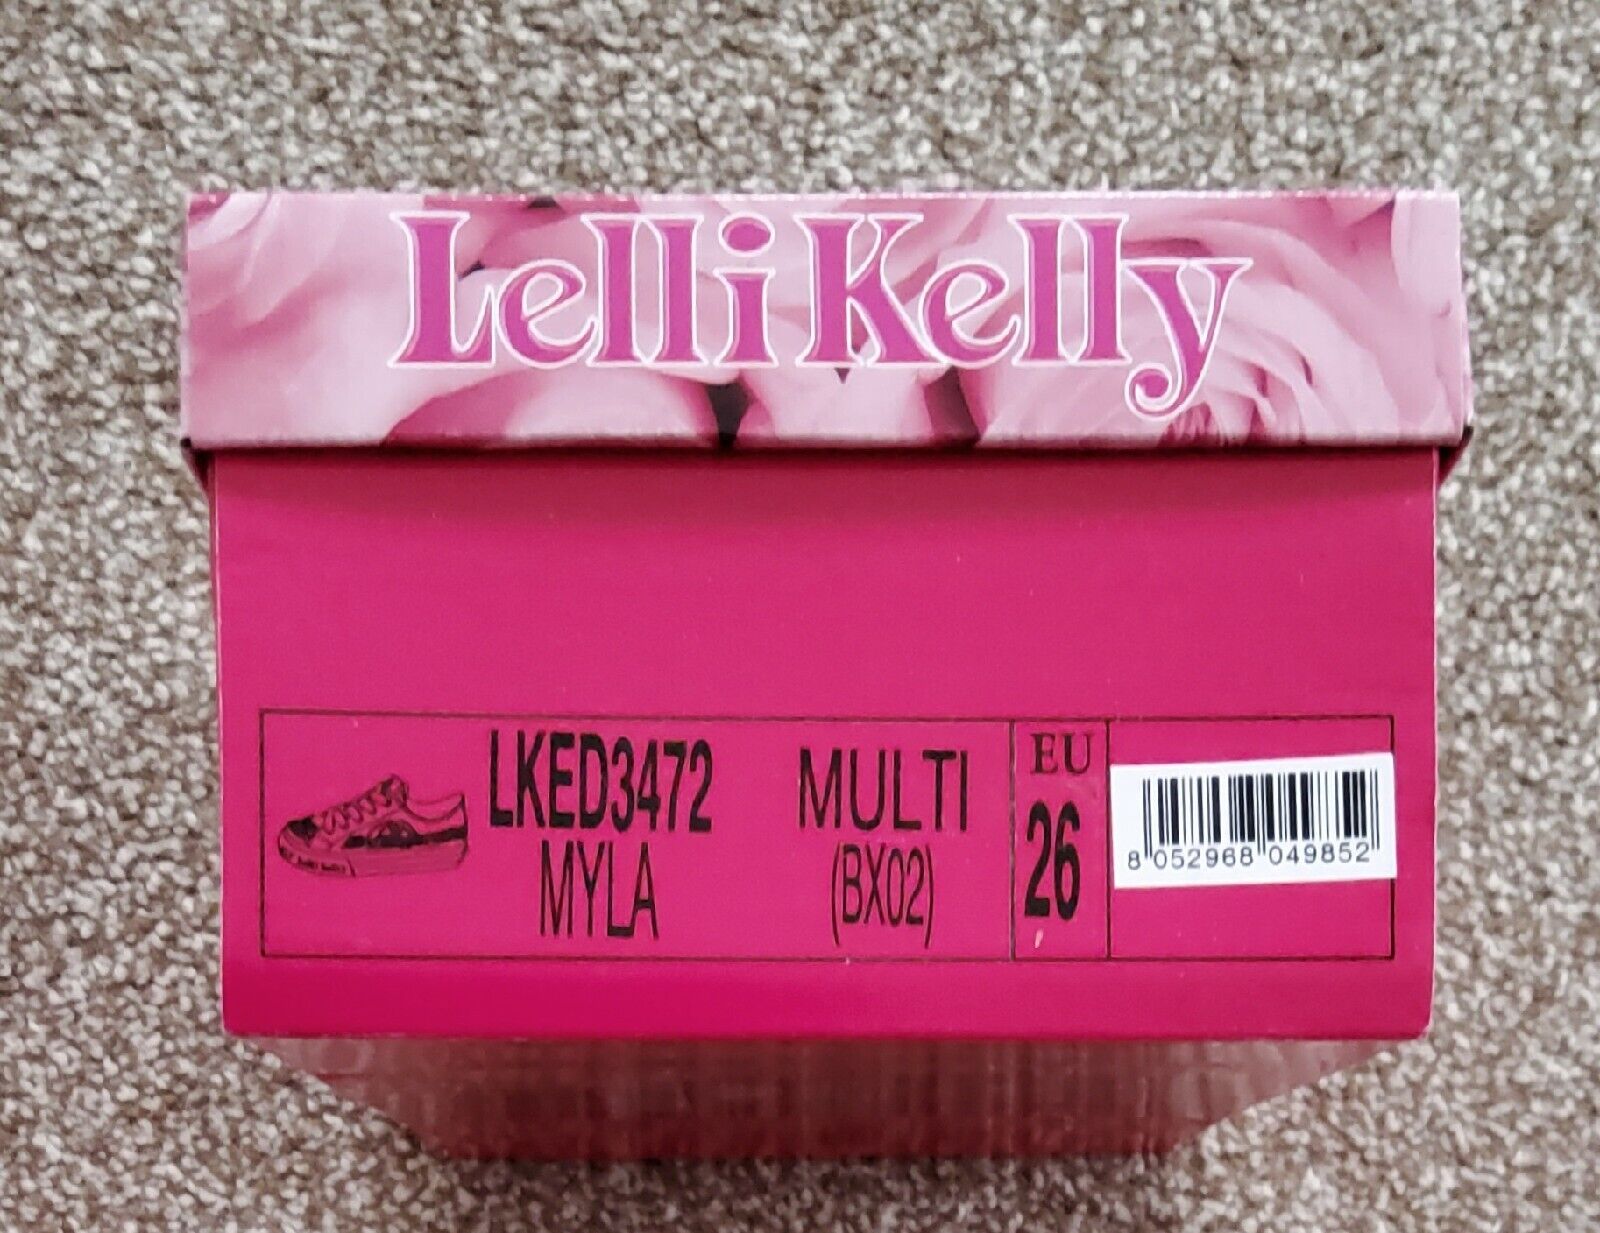 Lelli Kelly
LKED3472
MYLA
MULTI
(BX02)
EU
26
8 052968 049852